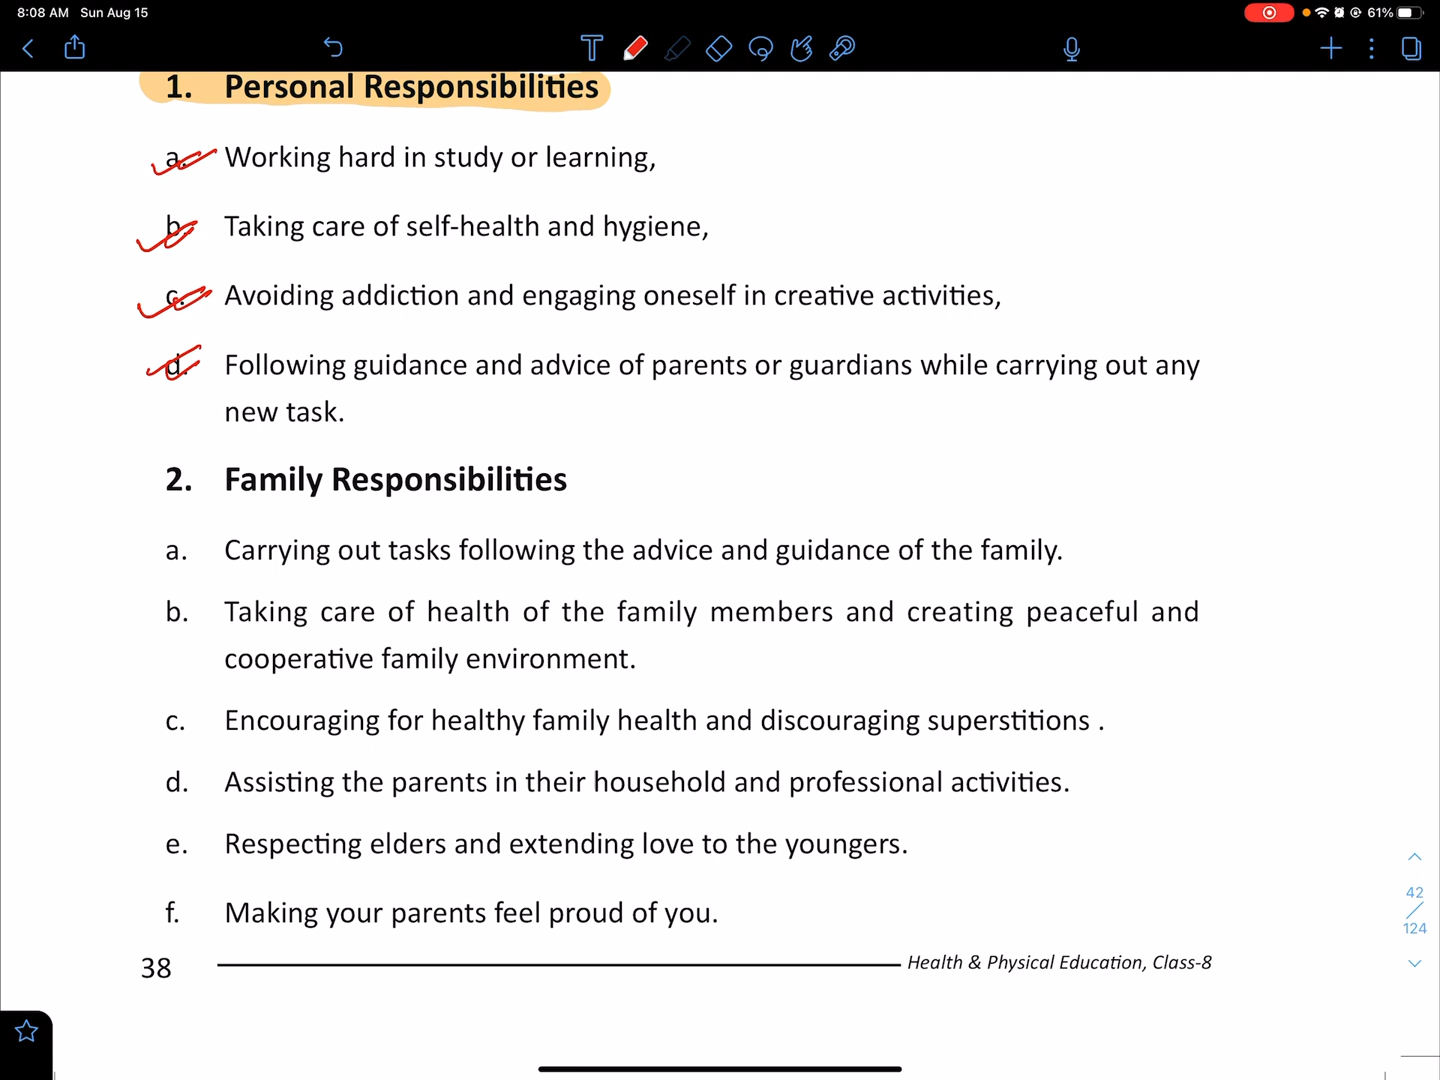 8:08 AM Sun Aug 15
61%
T
1. Personal Responsibilities
a. Working hard in study or learning,
b. Taking care of self-health and hygiene,
c. Avoiding addiction and engaging oneself in creative activities,
d. Following guidance and advice of parents or guardians while carrying out any
new task.
2. Family Responsibilities
a. Carrying out tasks following the advice and guidance of the family.
b. Taking care of health of the family members and creating peaceful and
cooperative family environment.
c. Encouraging for healthy family health and discouraging superstitions .
d. Assisting the parents in their household and professional activities.
e. Respecting elders and extending love to the youngers.
f. Making your parents feel proud of you.
42
/
124
38 Health & Physical Education, Class-8